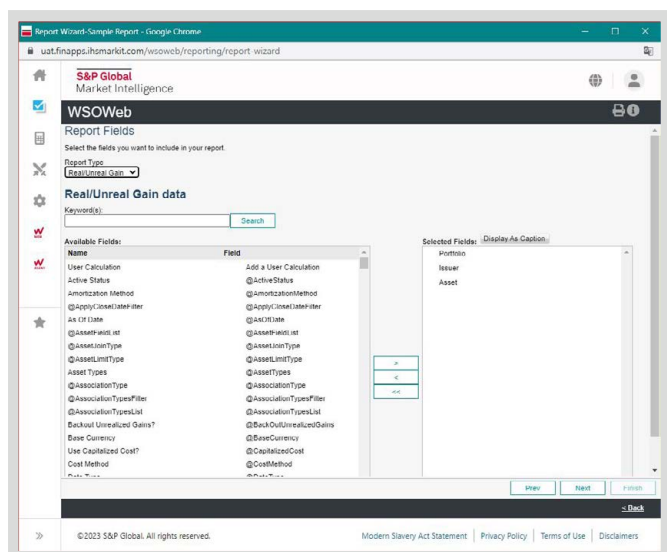 Report Wizard-Sample Report - Google Chrome
uat.finapps.ihsmarkit.com/wsoweb/reporting/report-wizard
S&P Global
Market Intelligence
WSOWeb
Report Fields
Select the fields you want to include in your report.
Report Type
Real/Unreal Gain
Real/Unreal Gain data
Keyword(s):
Search
Available Fields:
Name Field
User Calculation Add a User Calculation
Active Status @ActiveStatus
Amortization Method @AmortizationMethod
@ApplyCloseDateFilter @ApplyCloseDateFilter
As Of Date @AsOfDate
@AssetFieldList @AssetFieldList
@AssetJoinType @AssetJoinType
@AssetLimitType @AssetLimitType
Asset Types @AssetTypes
@AssociationType @AssociationType
@AssociationTypesFilter @AssociationTypesFilter
@AssociationTypesList @AssociationTypesList
Backout Unrealized Gains? @BackOutUnrealizedGains
Base Currency @BaseCurrency
Use Capitalized Cost? @CapitalizedCost
Cost Method @CostMethod
>
<
<<
Selected Fields: Display As Caption
Portfolio
Issuer
Asset
Prev Next Finish
< Back
©2023 S&P Global. All rights reserved. Modern Slavery Act Statement | Privacy Policy | Terms of Use | Disclaimers